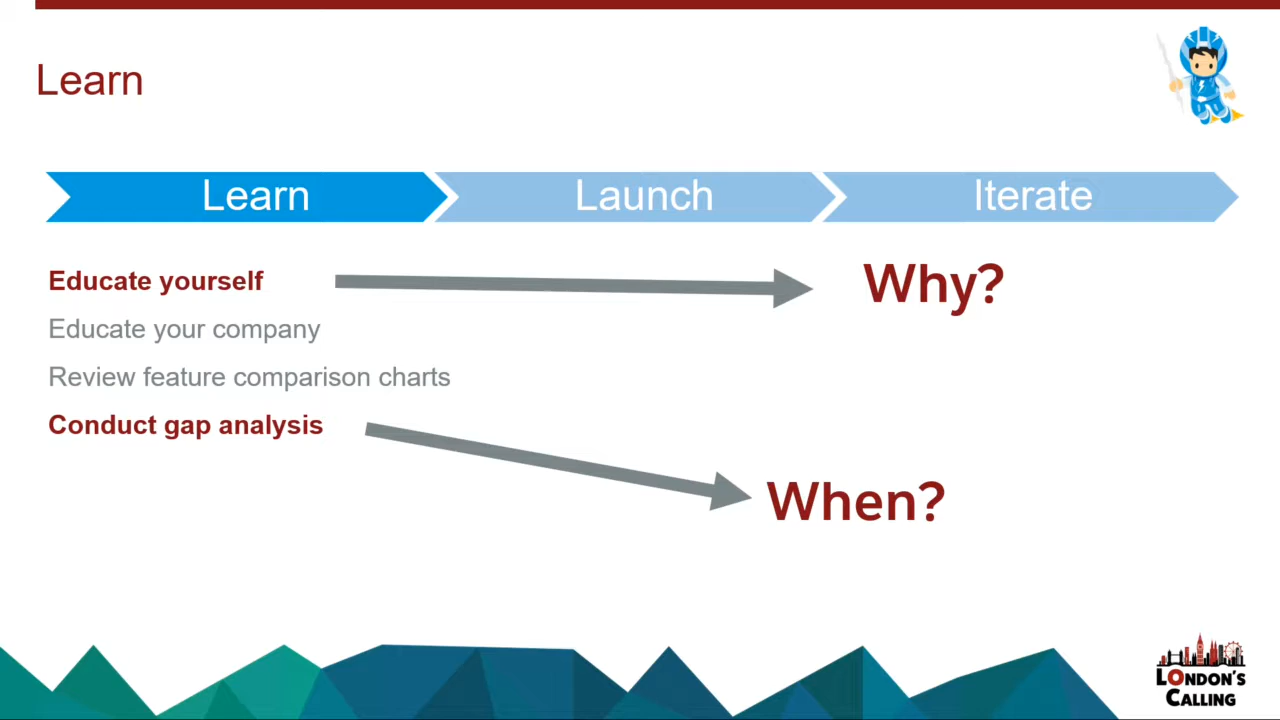 Learn
Learn
Launch
Iterate
Educate yourself
Why?
Educate your company
Review feature comparison charts
Conduct gap analysis
When?
LONDON'S
CALLING